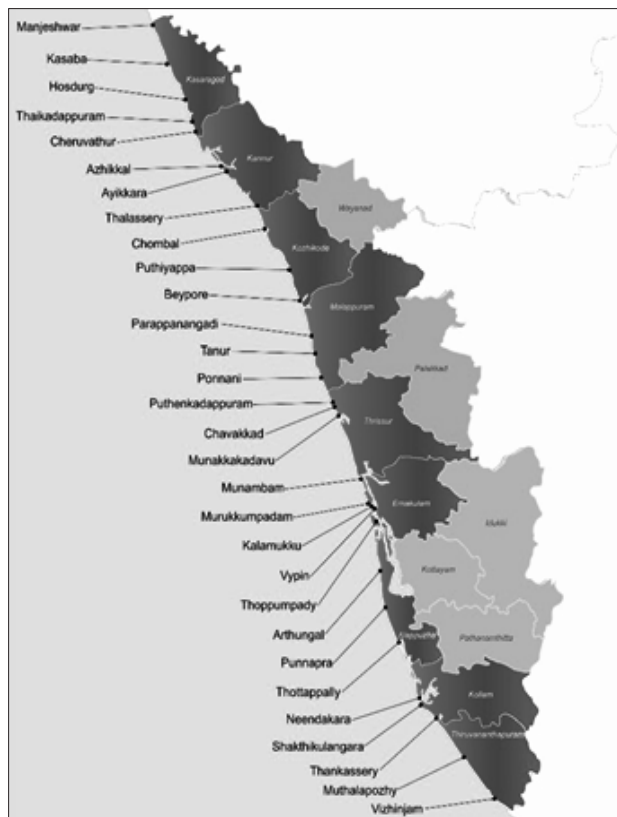 Manjeshwar
Kasaba
Kasaragod
Hosdurg
Thaikadappuram
Cheruvathur
Kannur
Azhikkal
Ayikkara
Wayanad
Thalassery
Chombal
Kozhikode
Puthiyappa
Beypore
Malappuram
Parappanangadi
Tanur
Palakkad
Ponnani
Puthenkadappuram
Thrissur
Chavakkad
Munakkakadavu
Munambam
Ernakulam
Murukkumpadam
Idukki
Kalamukku
Kottayam
Vypin
Thoppumpady
Arthungal
Alappuzha
Pathanamthitta
Punnapra
Thottappally
Kollam
Neendakara
Thiruvananthapuram
Shakthikulangara
Thankassery
Muthalapozhy
Vizhinjam